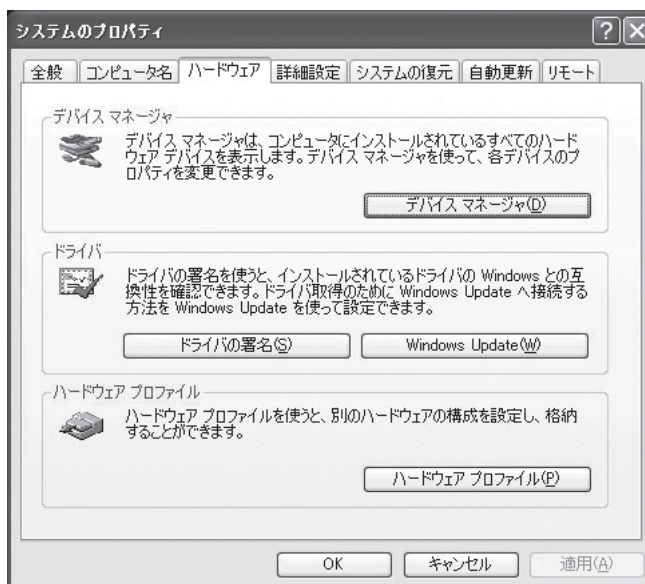 システムのプロパティ
全般 コンピュータ名 ハードウェア 詳細設定 システムの復元 自動更新 リモート
デバイス マネージャ
デバイス マネージャは、コンピュータにインストールされているすべてのハード
ウェア デバイスを表示します。デバイス マネージャを使って、各デバイスのプ
ロパティを変更できます。
デバイス マネージャ(D)
ドライバ
ドライバの署名を使うと、インストールされているドライバの Windows との互
換性を確認できます。ドライバ取得のために Windows Update へ接続する
方法を Windows Update を使って設定できます。
ドライバの署名(S) Windows Update(W)
ハードウェア プロファイル
ハードウェア プロファイルを使うと、別のハードウェアの構成を設定し、格納
することができます。
ハードウェア プロファイル(P)
OK キャンセル 適用(A)